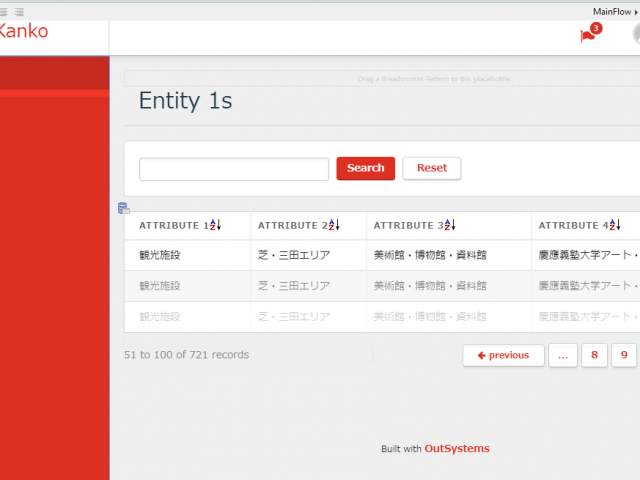 MainFlow
Kanko
3
Drag a Breadcrumbs Pattern to this placeholder.
Entity 1s
Search Reset
ATTRIBUTE 1 ATTRIBUTE 2 ATTRIBUTE 3 ATTRIBUTE 4
観光施設 芝・三田エリア 美術館・博物館・資料館 慶應義塾大学アート・
観光施設 芝・三田エリア 美術館・博物館・資料館 慶應義塾大学アート・
観光施設 芝・三田エリア 美術館・博物館・資料館 慶應義塾大学アート・
51 to 100 of 721 records previous ... 8 9
Built with OutSystems